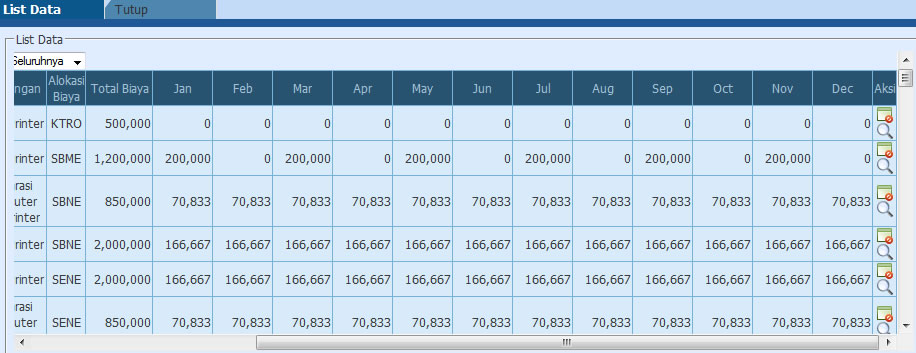 List Data Tutup
List Data
Seluruhnya
ngan Alokasi Biaya Total Biaya Jan Feb Mar Apr May Jun Jul Aug Sep Oct Nov Dec Aksi
rinter KTRO 500,000 0 0 0 0 0 0 0 0 0 0 0 0
rinter SBME 1,200,000 200,000 0 200,000 0 200,000 0 200,000 0 200,000 0 200,000 0
rasi
uter SBNE 850,000 70,833 70,833 70,833 70,833 70,833 70,833 70,833 70,833 70,833 70,833 70,833 70,833
rinter
rinter SBNE 2,000,000 166,667 166,667 166,667 166,667 166,667 166,667 166,667 166,667 166,667 166,667 166,667 166,667
rinter SENE 2,000,000 166,667 166,667 166,667 166,667 166,667 166,667 166,667 166,667 166,667 166,667 166,667 166,667
rasi
uter SENE 850,000 70,833 70,833 70,833 70,833 70,833 70,833 70,833 70,833 70,833 70,833 70,833 70,833